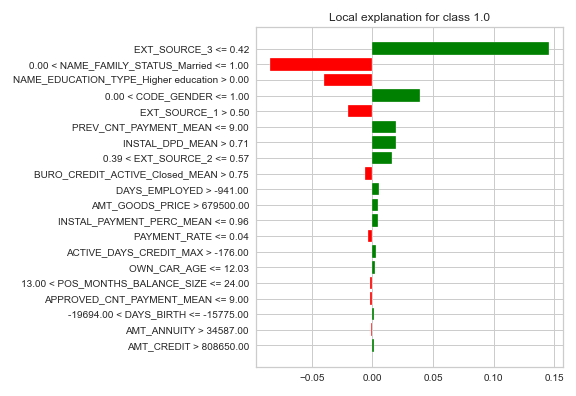 Local explanation for class 1.0
EXT_SOURCE_3 <= 0.42
0.00 < NAME_FAMILY_STATUS_Married <= 1.00
NAME_EDUCATION_TYPE_Higher education > 0.00
0.00 < CODE_GENDER <= 1.00
EXT_SOURCE_1 > 0.50
PREV_CNT_PAYMENT_MEAN <= 9.00
INSTAL_DPD_MEAN > 0.71
0.39 < EXT_SOURCE_2 <= 0.57
BURO_CREDIT_ACTIVE_Closed_MEAN > 0.75
DAYS_EMPLOYED > -941.00
AMT_GOODS_PRICE > 679500.00
INSTAL_PAYMENT_PERC_MEAN <= 0.96
PAYMENT_RATE <= 0.04
ACTIVE_DAYS_CREDIT_MAX > -176.00
OWN_CAR_AGE <= 12.03
13.00 < POS_MONTHS_BALANCE_SIZE <= 24.00
APPROVED_CNT_PAYMENT_MEAN <= 9.00
-19694.00 < DAYS_BIRTH <= -15775.00
AMT_ANNUITY > 34587.00
AMT_CREDIT > 808650.00
−0.05 0.00 0.05 0.10 0.15